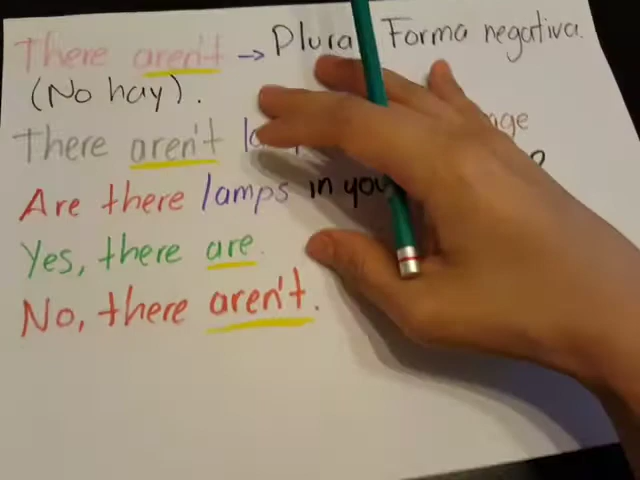 There aren't → Plural Forma negativa.
(No hay).
There aren't
Are there lamps in you
Yes, there are.
No, there aren't.